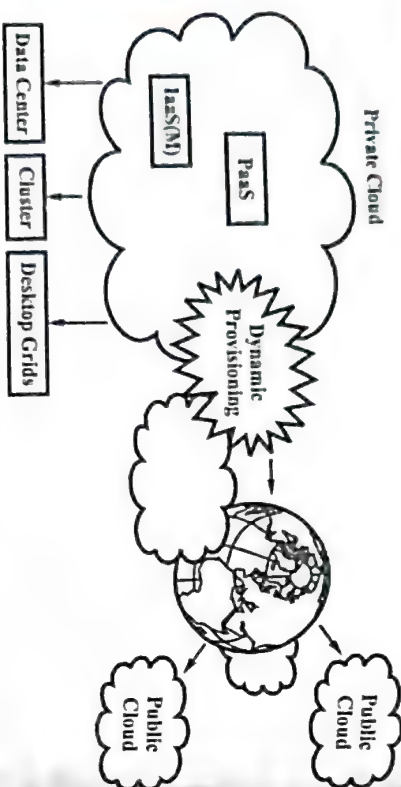 Private Cloud
PaaS
IaaS(M)
Dynamic
Provisioning
Public
Cloud
Public
Cloud
Data Center
Cluster
Desktop Grids